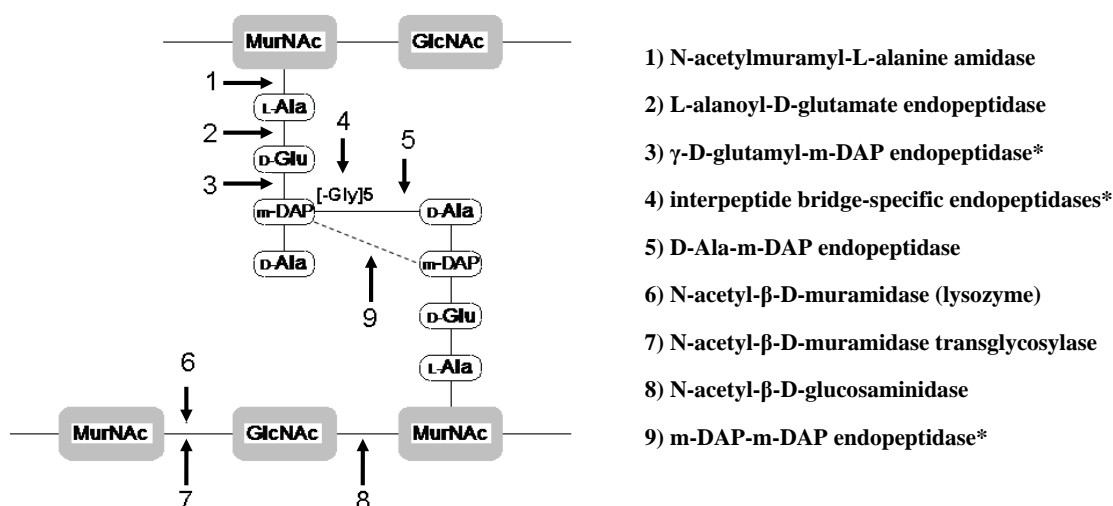 MurNAc GlcNAc
1
L-Ala
2
4
5
D-Glu
3
[-Gly]5
m-DAP
D-Ala
D-Ala
m-DAP
9
D-Glu
6
L-Ala
MurNAc GlcNAc MurNAc
7
8
1) N-acetylmuramyl-L-alanine amidase
2) L-alanoyl-D-glutamate endopeptidase
3) γ-D-glutamyl-m-DAP endopeptidase*
4) interpeptide bridge-specific endopeptidases*
5) D-Ala-m-DAP endopeptidase
6) N-acetyl-β-D-muramidase (lysozyme)
7) N-acetyl-β-D-muramidase transglycosylase
8) N-acetyl-β-D-glucosaminidase
9) m-DAP-m-DAP endopeptidase*